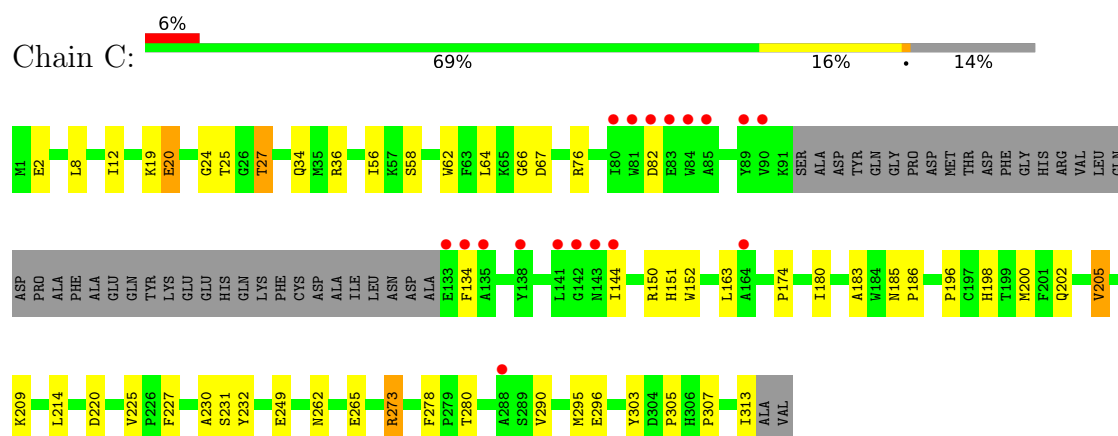 6%
Chain C:
69% 16% • 14%
M1 E2 L8 I12 K19 E20 G24 T25 G26 T27 Q34 M35 R36 I56 K57 S58 W62 F63 L64 K65 G66 D67 R76 I80 W81 D82 E83 W84 A85 Y89 V90 K91 SER ALA ASP TYR GLN GLY PRO ASP MET THR ASP PHE GLY HIS ARG VAL LEU GLN
ASP PRO ALA PHE ALA GLU GLN TYR LYS GLU GLU HIS GLN LYS PHE CYS ASP ALA ILE LEU ASN ASP ALA E133 F134 A135 Y138 L141 G142 N143 I144 R150 H151 W152 L163 A164 P174 I180 A183 W184 N185 P186 P196 C197 H198 T199 M200 F201 Q202 V205
K209 L214 D220 V225 P226 F227 A230 S231 Y232 E249 N262 E265 R273 F278 P279 T280 A288 S289 V290 M295 E296 Y303 D304 P305 H306 P307 I313 ALA VAL